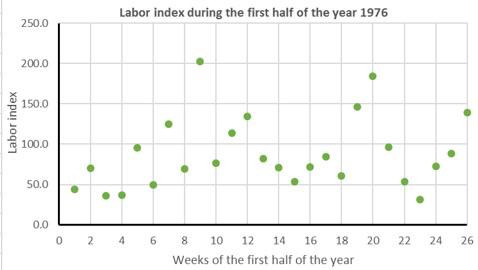 Labor index during the first half of the year 1976
250.0
200.0
150.0
100.0
50.0
0.0
Labor index
0 2 4 6 8 10 12 14 16 18 20 22 24 26
Weeks of the first half of the year